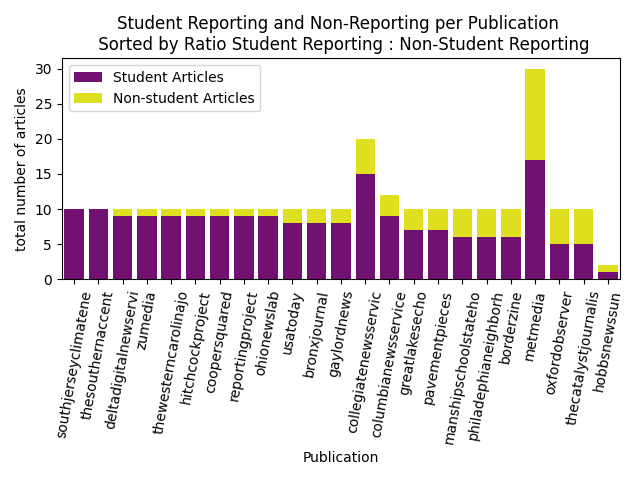 Student Reporting and Non-Reporting per Publication
Sorted by Ratio Student Reporting : Non-Student Reporting
Student Articles
Non-student Articles
total number of articles
30
25
20
15
10
5
0
southjerseyclimatene
thesouthernaccent
deltadigitalnewservi
zumedia
thewesterncarolinajo
hitchcockproject
coopersquared
reportingproject
ohionewslab
usatoday
bronxjournal
gaylordnews
collegiatenewsservic
columbianewsservice
greatlakesecho
pavementpieces
manshipschoolstateho
philadephianeighborh
borderzine
metmedia
oxfordobserver
thecatalystjournalis
hobbsnewssun
Publication